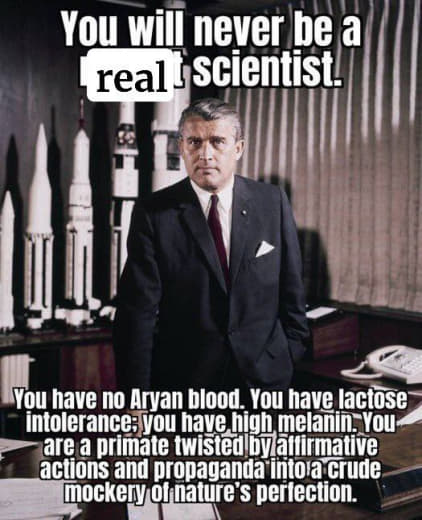 You will never be a
real scientist.
You have no Aryan blood. You have lactose
intolerance; you have high melanin. You
are a primate twisted by affirmative
actions and propaganda into a crude
mockery of nature’s perfection.